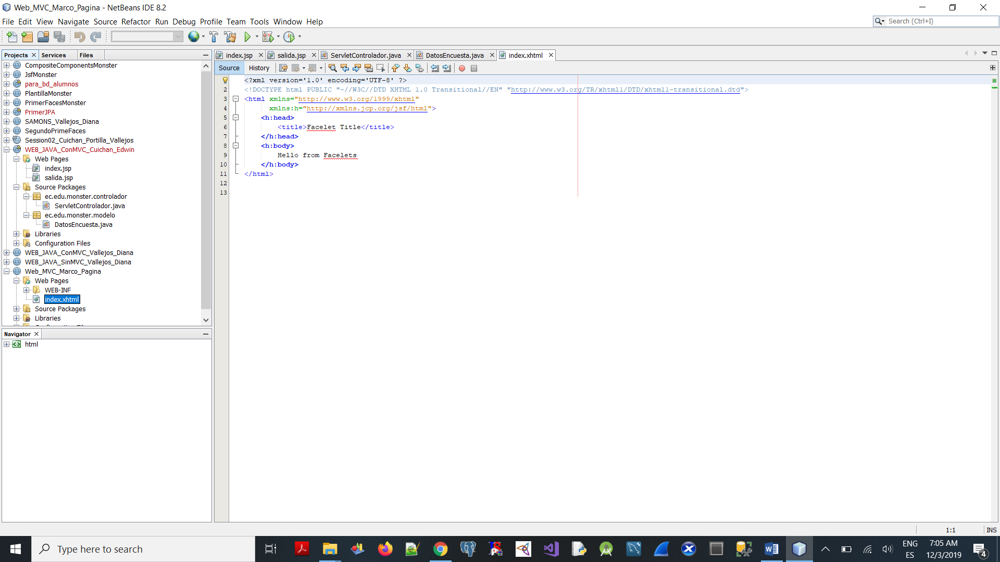 Web_MVC_Marco_Pagina - NetBeans IDE 8.2
File Edit View Navigate Source Refactor Run Debug Profile Team Tools Window Help
Search (Ctrl+I)
Projects Services Files
CompositeComponentsMonster
JsfMonster
para_bd_alumnos
PlantillaMonster
PrimerFacesMonster
PrimerJPA
SAMONS_Vallejos_Diana
SegundoPrimeFaces
Session02_Cuichan_Portilla_Vallejos
WEB_JAVA_ConMVC_Cuichan_Edwin
Web Pages
index.jsp
salida.jsp
Source Packages
ec.edu.monster.controlador
ServletControlador.java
ec.edu.monster.modelo
DatosEncuesta.java
Libraries
Configuration Files
WEB_JAVA_ConMVC_Vallejos_Diana
WEB_JAVA_SinMVC_Vallejos_Diana
Web_MVC_Marco_Pagina
Web Pages
WEB-INF
index.xhtml
Source Packages
Libraries
Navigator
html
index.jsp salida.jsp ServletControlador.java DatosEncuesta.java index.xhtml
Source History
<?xml version='1.0' encoding='UTF-8' ?>
2 <!DOCTYPE html PUBLIC "-//W3C//DTD XHTML 1.0 Transitional//EN" "http://www.w3.org/TR/xhtml1/DTD/xhtml1-transitional.dtd">
3 <html xmlns="http://www.w3.org/1999/xhtml"
4 xmlns:h="http://xmlns.jcp.org/jsf/html">
5 <h:head>
6 <title>Facelet Title</title>
7 </h:head>
8 <h:body>
9 Hello from Facelets
10 </h:body>
11 </html>
12
13
1:1 INS
Type here to search
ENG
ES
7:05 AM
12/3/2019
4